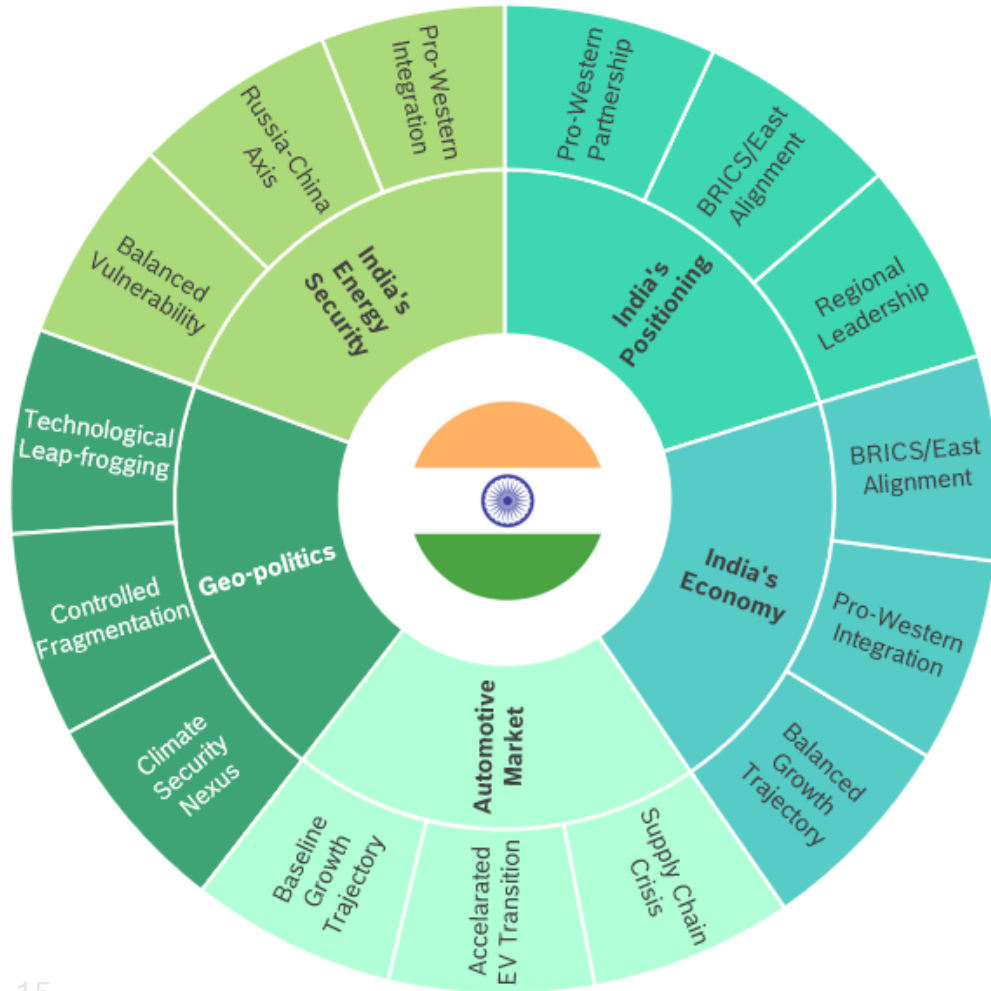 India's
Positioning
Pro-Western
Partnership
BRICS/East
Alignment
Regional
Leadership
India's
Economy
BRICS/East
Alignment
Pro-Western
Integration
Balanced
Growth
Trajectory
Automotive
Market
Supply Chain
Crisis
Accelarated
EV Transition
Baseline
Growth
Trajectory
Geo-politics
Climate
Security
Nexus
Controlled
Fragmentation
Technological
Leap-frogging
India's
Energy
Security
Balanced
Vulnerability
Russia-China
Axis
Pro-Western
Integration
15